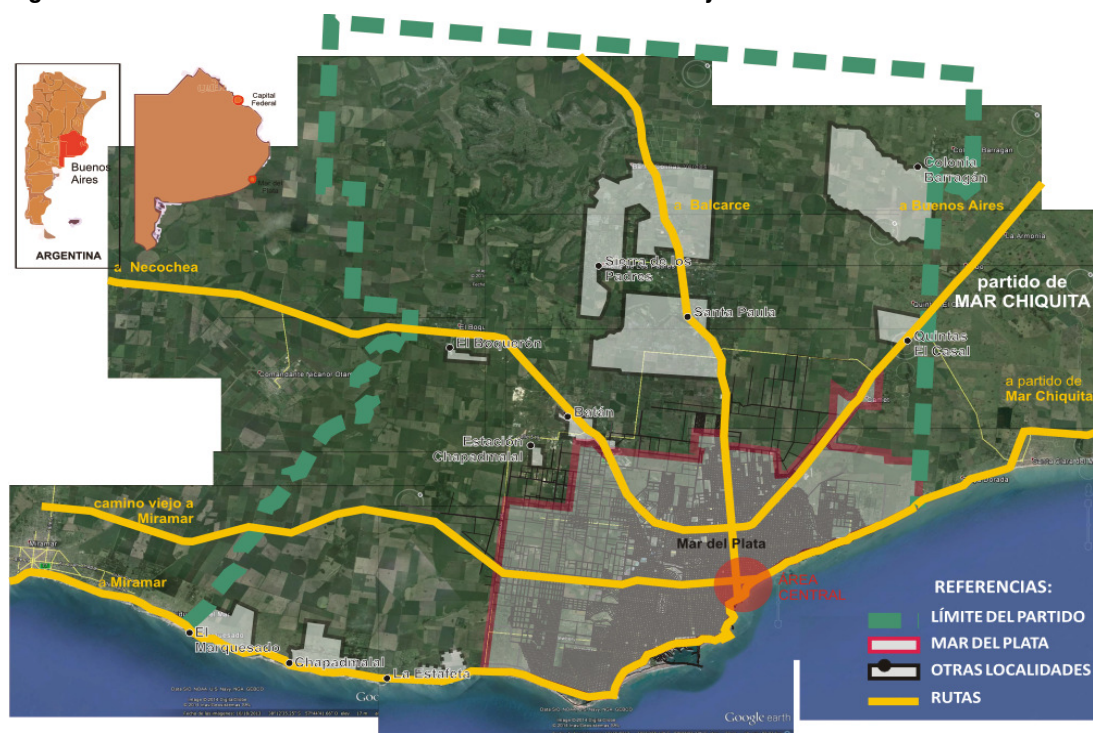 Capital
Federal
Buenos
Aires
ARGENTINA
Colonia
Barragán
a Balcarce
a Buenos Aires
La Armonia
Sierra de los
Padres
a Necochea
partido de
MAR CHIQUITA
Santa Paula
Quintas
El Casal
El Boquerón
a partido de
Mar Chiquita
Batán
Estación
Chapadmalal
camino viejo a
Miramar
Miramar
Mar del Plata
a Miramar
ÁREA
CENTRAL
El
Marquesado
Chapadmalal
La Estafeta
REFERENCIAS:
LÍMITE DEL PARTIDO
MAR DEL PLATA
OTRAS LOCALIDADES
RUTAS
Google earth